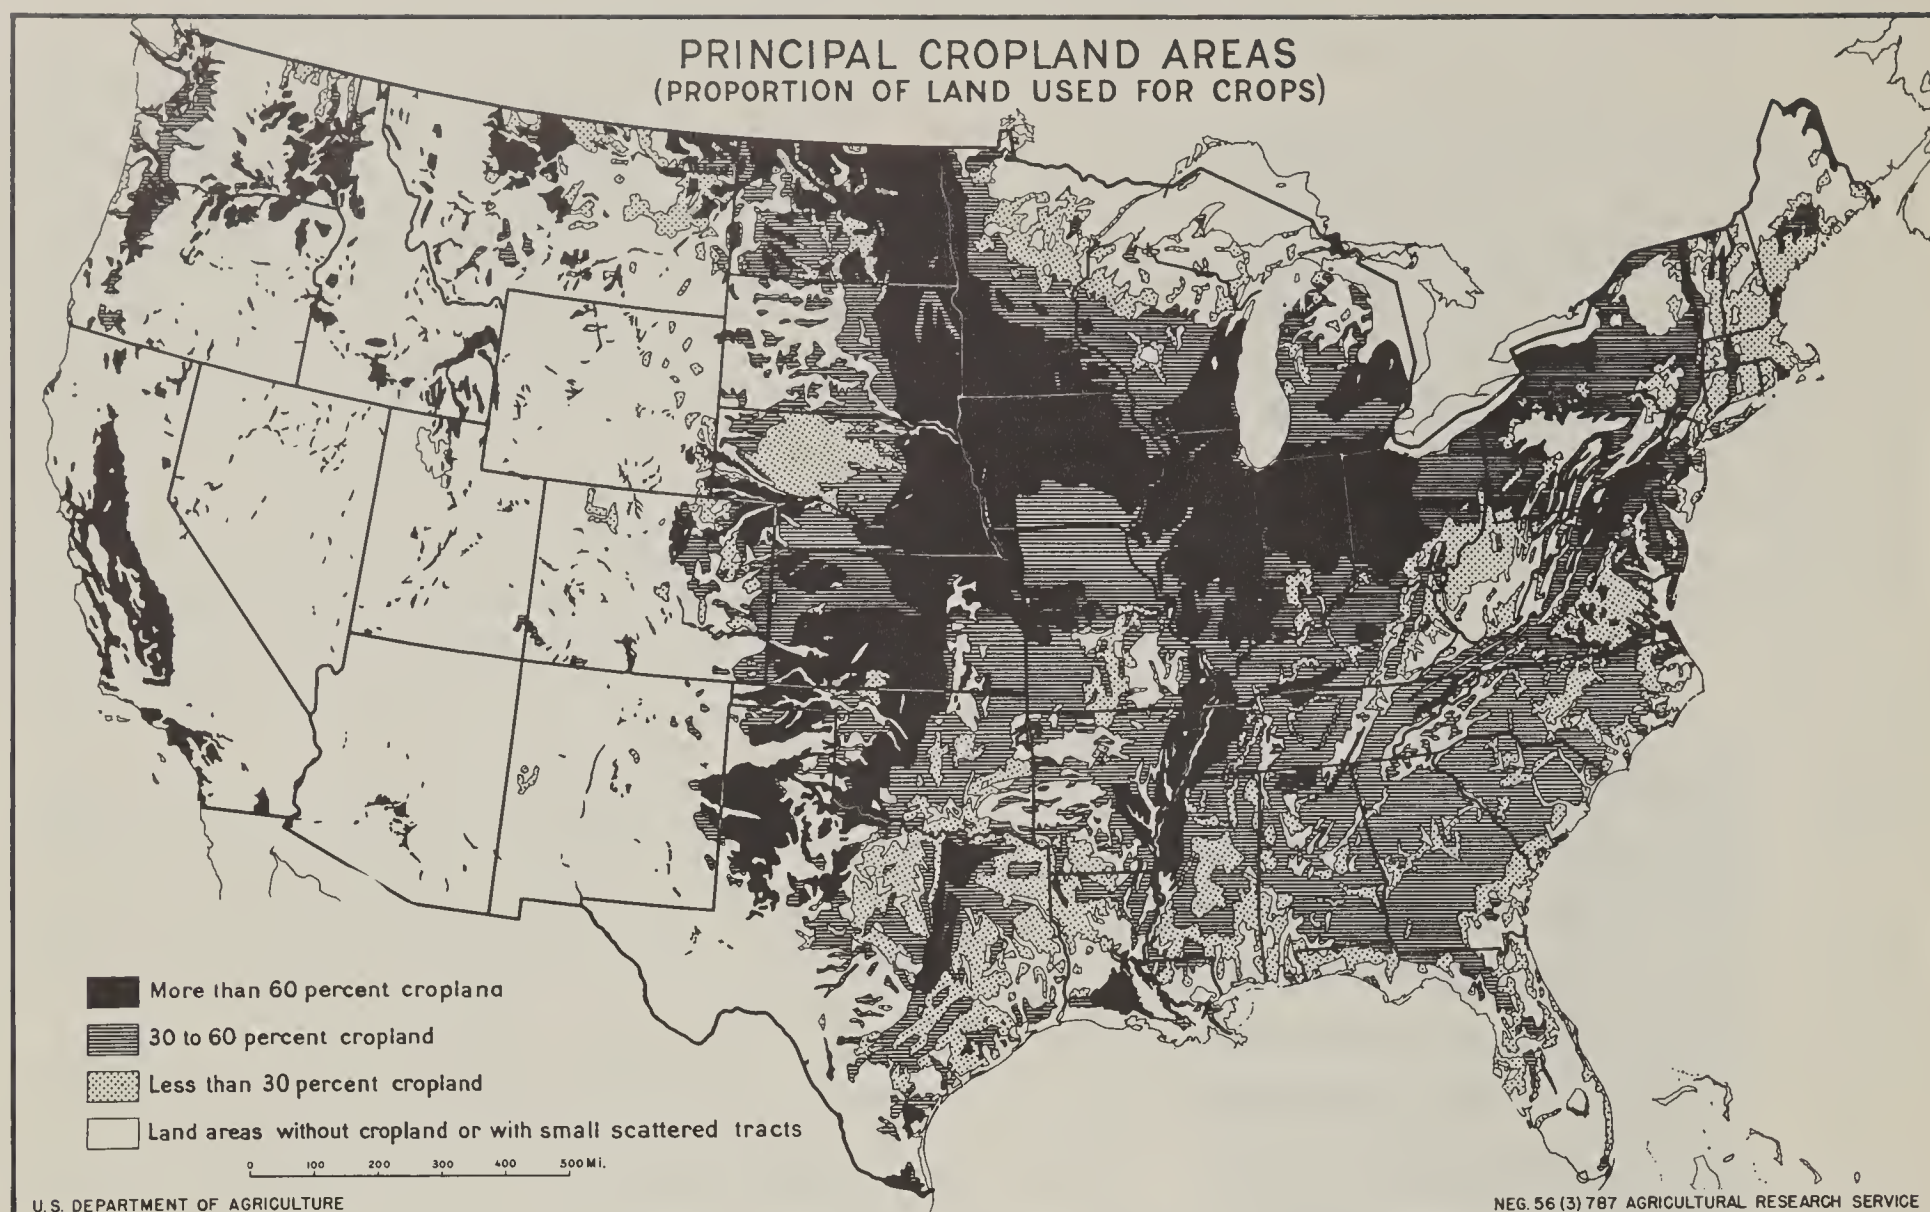 PRINCIPAL CROPLAND AREAS
(PROPORTION OF LAND USED FOR CROPS)
More than 60 percent cropland
30 to 60 percent cropland
Less than 30 percent cropland
Land areas without cropland or with small scattered tracts
0 100 200 300 400 500 Mi.
U.S. DEPARTMENT OF AGRICULTURE
NEG. 56 (3) 787 AGRICULTURAL RESEARCH SERVICE